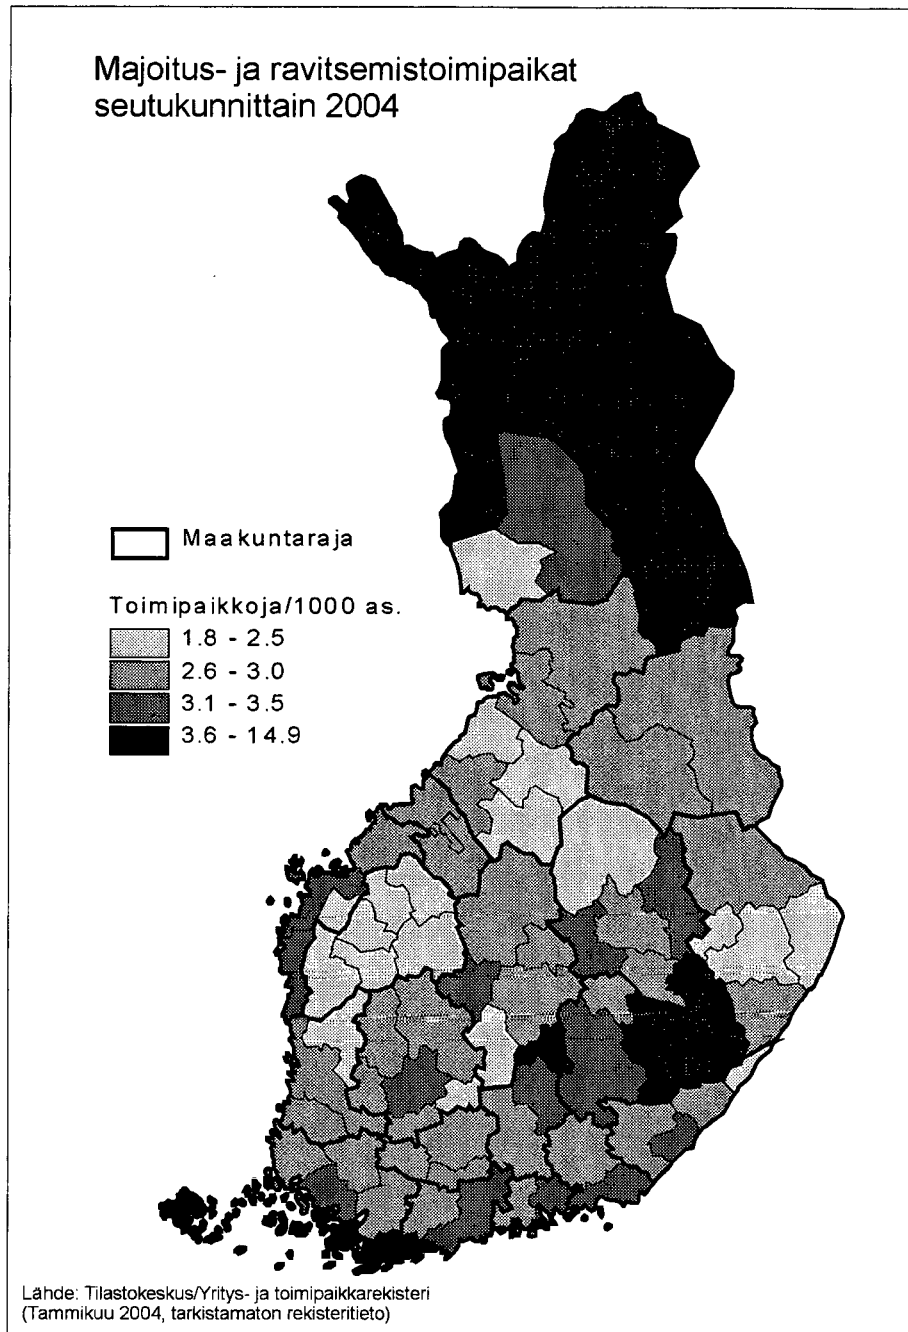 Majoitus- ja ravitsemistoimipaikat
seutukunnittain 2004
Maakuntaraja
Toimipaikkoja/1000 as.
1.8 - 2.5
2.6 - 3.0
3.1 - 3.5
3.6 - 14.9
Lähde: Tilastokeskus/Yritys- ja toimipaikkarekisteri
(Tammikuu 2004, tarkistamaton rekisteritieto)